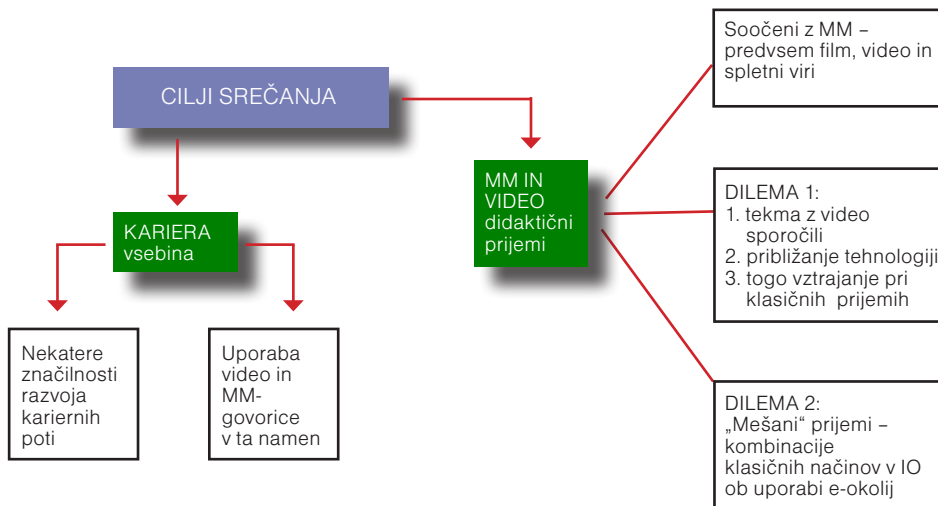 CILJI SREČANJA
KARIERA
vsebina
Nekatere
značilnosti
razvoja
kariernih
poti
Uporaba
video in
MM-
govorice
v ta namen
MM IN
VIDEO
didaktični
prijemi
Soočeni z MM –
predvsem film, video in
spletni viri
DILEMA 1:
1. tekma z video
sporočili
2. približanje tehnologiji
3. togo vztrajanje pri
klasičnih prijemih
DILEMA 2:
„Mešani“ prijemi –
kombinacije
klasičnih načinov v IO
ob uporabi e-okolij